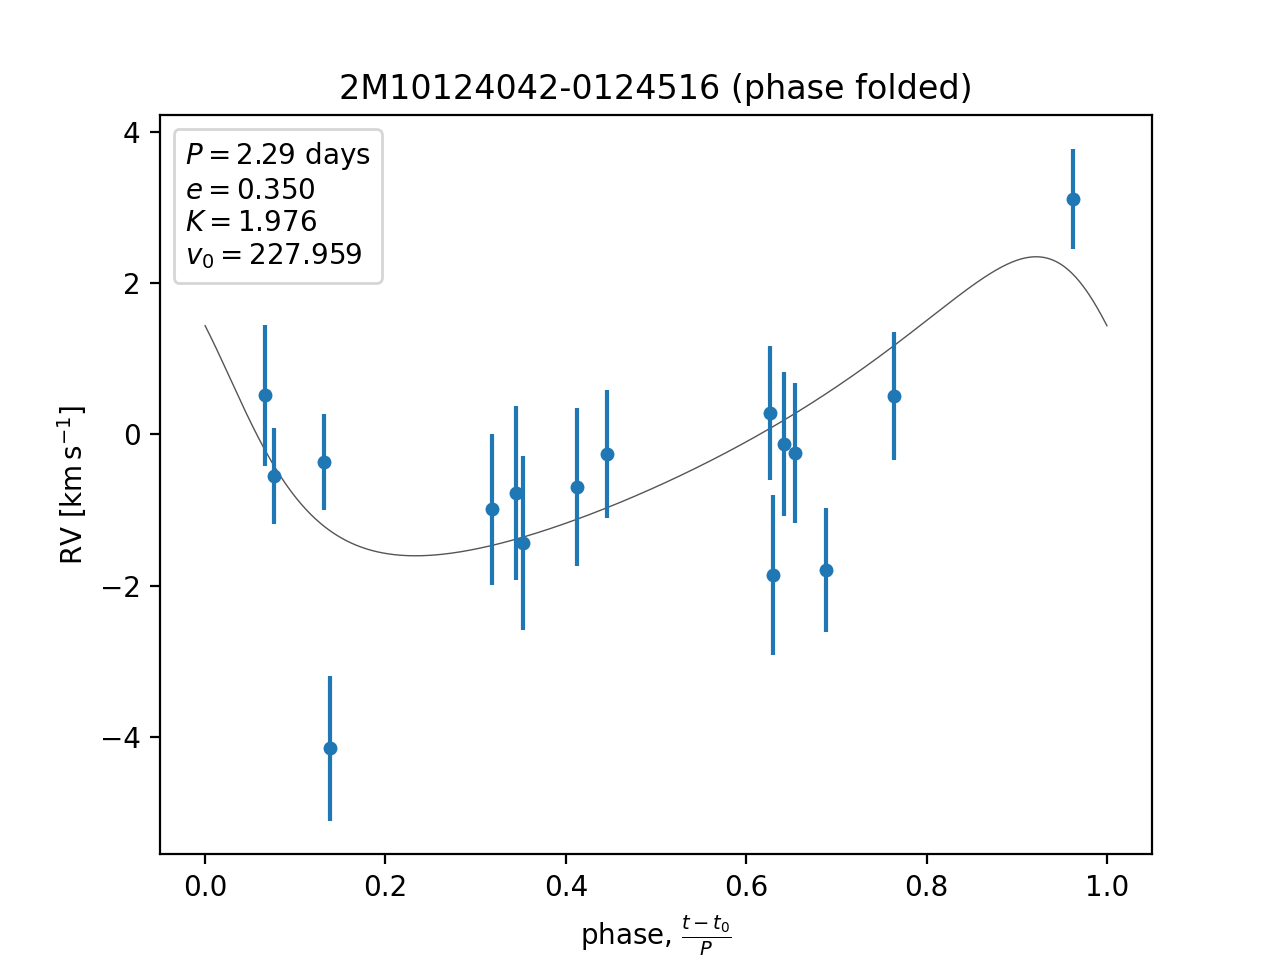 2M10124042-0124516 (phase folded)
P = 2.29 days
e = 0.350
K = 1.976
v₀ = 227.959
4
2
0
−2
−4
RV [km s⁻¹]
0.0 0.2 0.4 0.6 0.8 1.0
phase, (t − t₀)/P